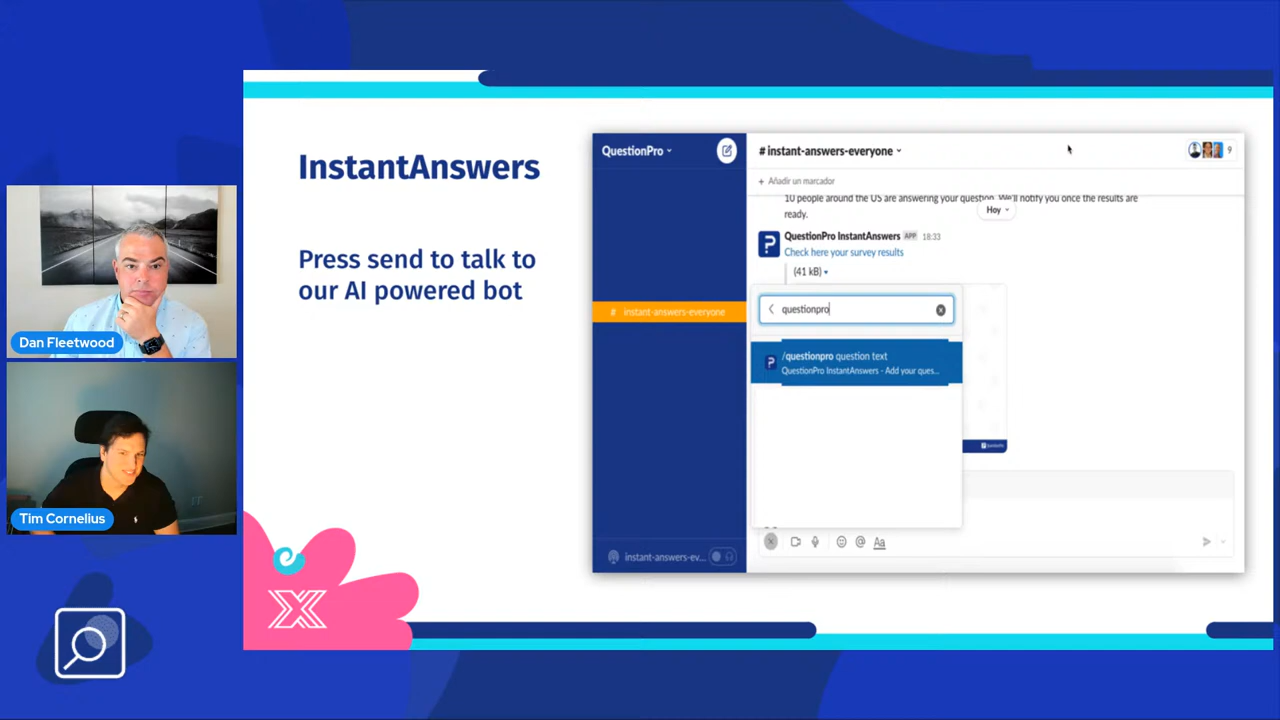 InstantAnswers
Press send to talk to
our AI powered bot
Dan Fleetwood
Tim Cornelius
QuestionPro
# instant-answers-everyone
9
+ Añadir un marcador
10 people around the US are answering your question. We'll notify you once the results are
ready.
Hoy
QuestionPro InstantAnswers APP 18:33
Check here your survey results
(41 kB)
questionpro
# instant-answers-everyone
/questionpro question text
QuestionPro InstantAnswers - Add your ques...
QuestionPro
instant-answers-ev...
Aa